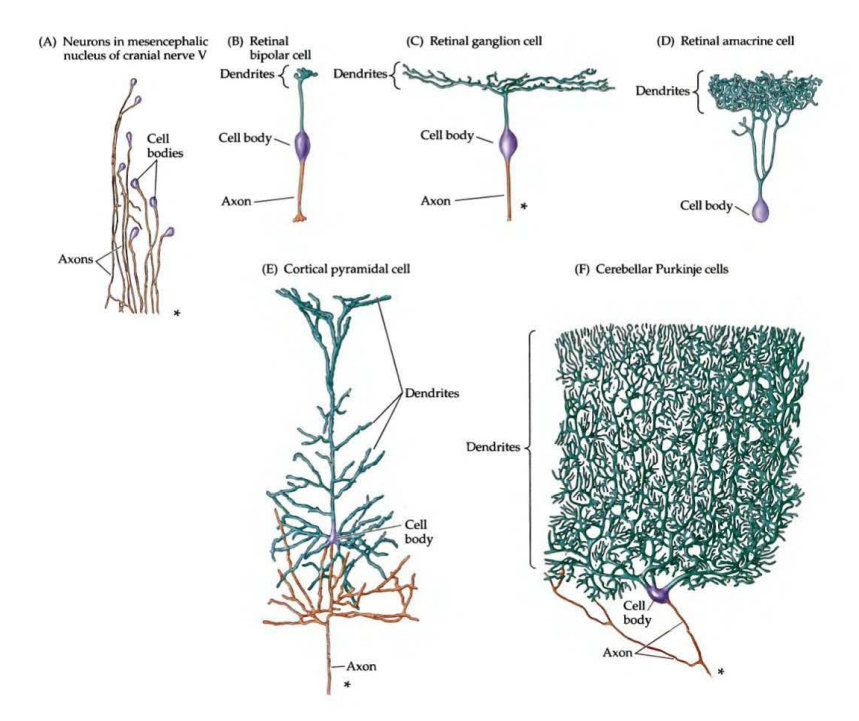 (A) Neurons in mesencephalic
nucleus of cranial nerve V
Cell
bodies
Axons
*
(B) Retinal
bipolar cell
Dendrites
Cell body
Axon
(C) Retinal ganglion cell
Dendrites
Cell body
Axon
*
(D) Retinal amacrine cell
Dendrites
Cell body
(E) Cortical pyramidal cell
Dendrites
Cell
body
Axon
*
(F) Cerebellar Purkinje cells
Dendrites
Cell
body
Axon
*